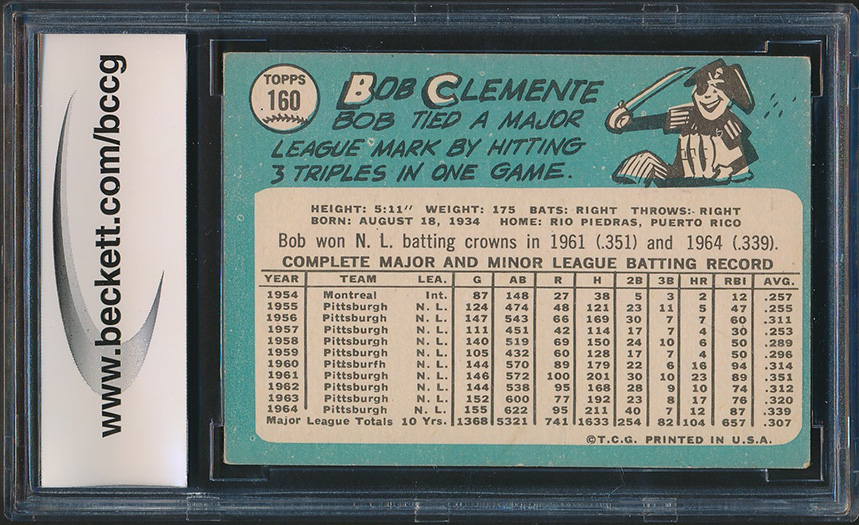 www.beckett.com/bccg
TOPPS
160
BOB CLEMENTE
BOB TIED A MAJOR
LEAGUE MARK BY HITTING
3 TRIPLES IN ONE GAME.
HEIGHT: 5:11" WEIGHT: 175 BATS: RIGHT THROWS: RIGHT
BORN: AUGUST 18, 1934 HOME: RIO PIEDRAS, PUERTO RICO
Bob won N. L. batting crowns in 1961 (.351) and 1964 (.339).
COMPLETE MAJOR AND MINOR LEAGUE BATTING RECORD
YEAR TEAM LEA. G AB R H 2B 3B HR RBI AVG.
1954 Montreal Int. 87 148 27 38 5 3 2 12 .257
1955 Pittsburgh N. L. 124 474 48 121 23 11 5 47 .255
1956 Pittsburgh N. L. 147 543 66 169 30 7 7 60 .311
1957 Pittsburgh N. L. 111 451 42 114 17 7 4 30 .253
1958 Pittsburgh N. L. 140 519 69 150 24 10 6 50 .289
1959 Pittsburgh N. L. 105 432 60 128 17 7 4 50 .296
1960 Pittsburfh N. L. 144 570 89 179 22 6 16 94 .314
1961 Pittsburgh N. L. 146 572 100 201 30 10 23 89 .351
1962 Pittsburgh N. L. 144 538 95 168 28 9 10 74 .312
1963 Pittsburgh N. L. 152 600 77 192 23 8 17 76 .320
1964 Pittsburgh N. L. 155 622 95 211 40 7 12 87 .339
Major League Totals 10 Yrs. 1368 5321 741 1633 254 82 104 657 .307
©T.C.G. PRINTED IN U.S.A.